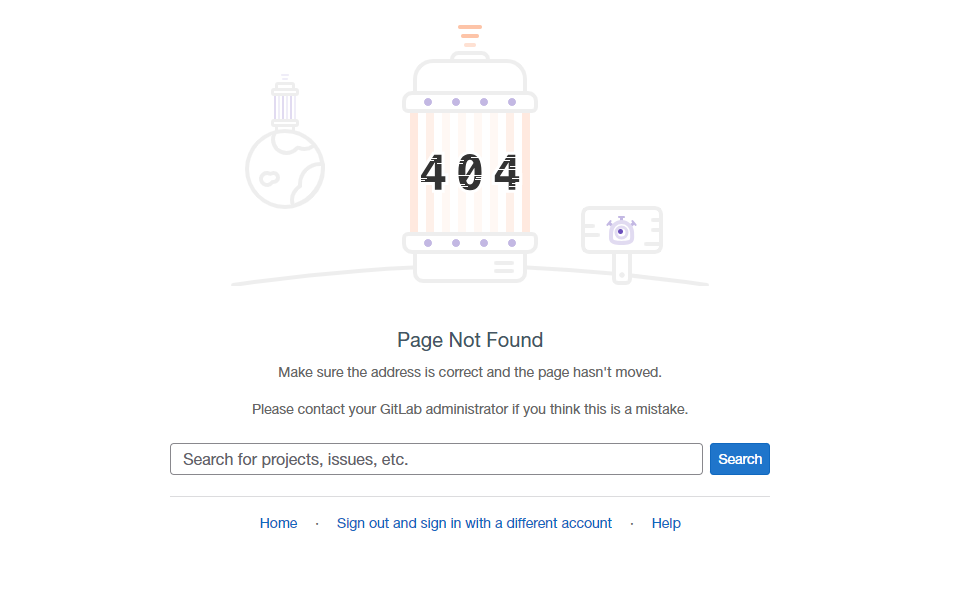 404
Page Not Found
Make sure the address is correct and the page hasn't moved.
Please contact your GitLab administrator if you think this is a mistake.
Search for projects, issues, etc.
Search
Home · Sign out and sign in with a different account · Help